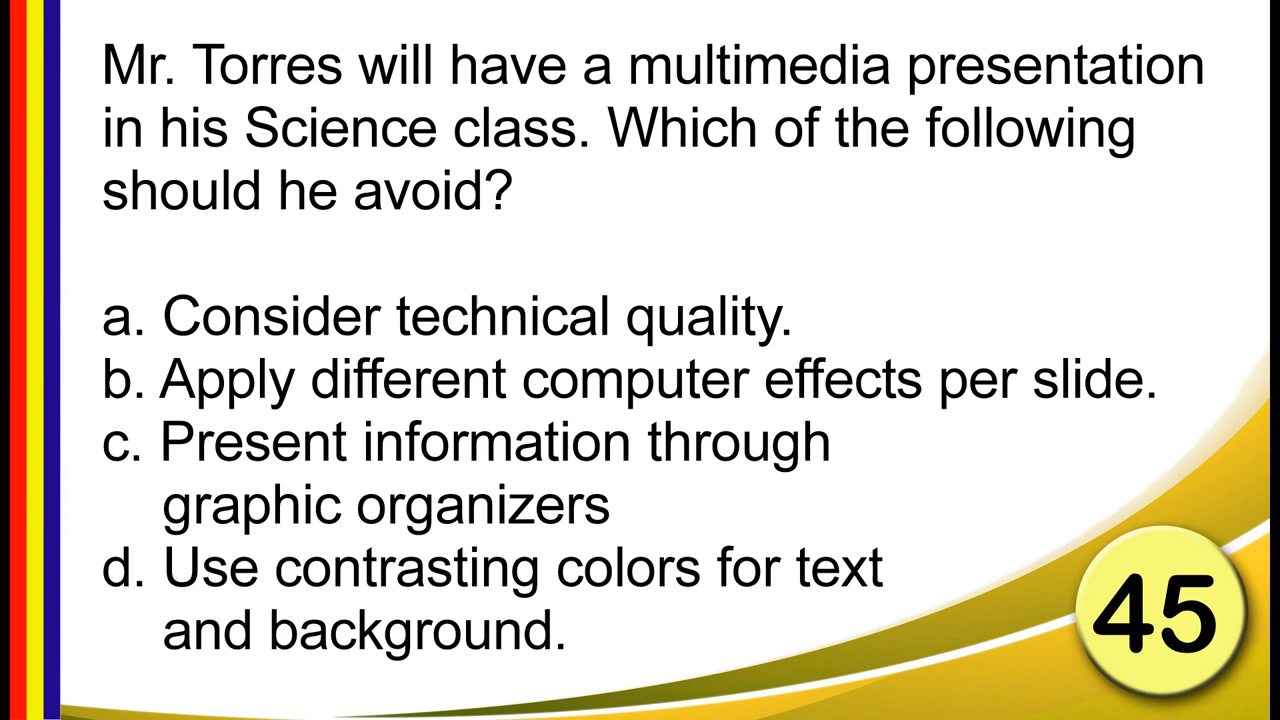 Mr. Torres will have a multimedia presentation
in his Science class. Which of the following
should he avoid?
a. Consider technical quality.
b. Apply different computer effects per slide.
c. Present information through
graphic organizers
d. Use contrasting colors for text
and background.
45